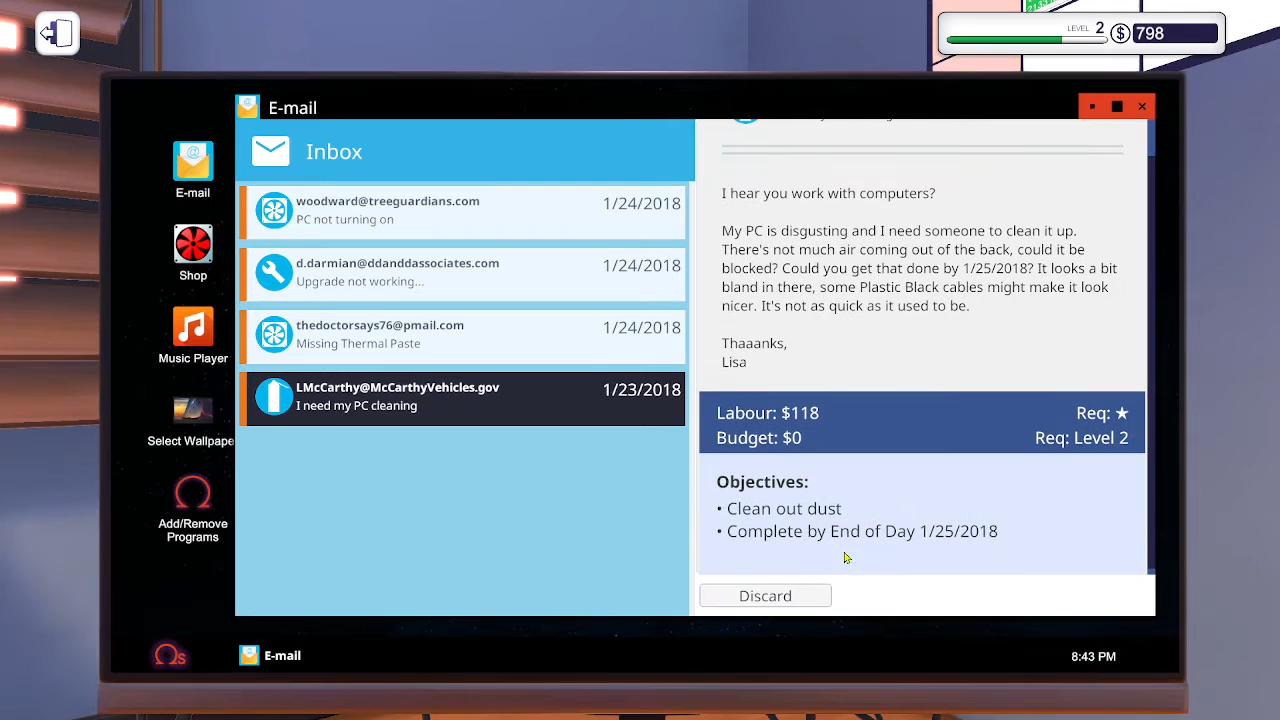 LEVEL 2
$ 798
E-mail
Inbox
E-mail
Shop
Music Player
Select Wallpape
Add/Remove
Programs
woodward@treeguardians.com 1/24/2018
PC not turning on
d.darmian@ddanddassociates.com 1/24/2018
Upgrade not working...
thedoctorsays76@pmail.com 1/24/2018
Missing Thermal Paste
LMcCarthy@McCarthyVehicles.gov 1/23/2018
I need my PC cleaning
I hear you work with computers?
My PC is disgusting and I need someone to clean it up.
There's not much air coming out of the back, could it be
blocked? Could you get that done by 1/25/2018? It looks a bit
bland in there, some Plastic Black cables might make it look
nicer. It's not as quick as it used to be.
Thaaanks,
Lisa
Labour: $118 Req: ★
Budget: $0 Req: Level 2
Objectives:
• Clean out dust
• Complete by End of Day 1/25/2018
Discard
Ωs E-mail 8:43 PM